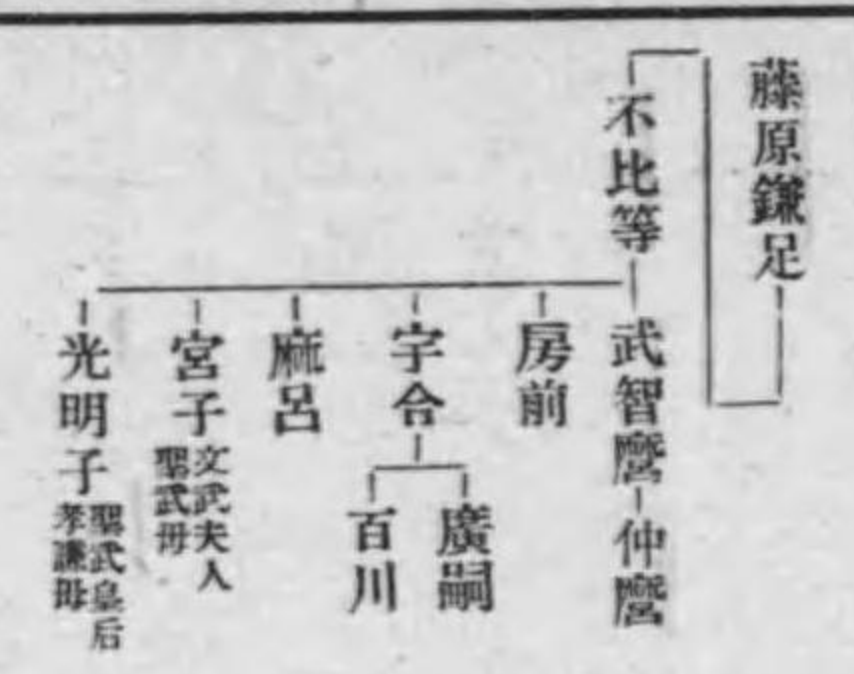 藤原鎌足
不比等
武智麿
仲麿
房前
宇合
廣嗣
百川
麻呂
宮子
文武夫人
聖武母
光明子
聖武皇后
孝謙母